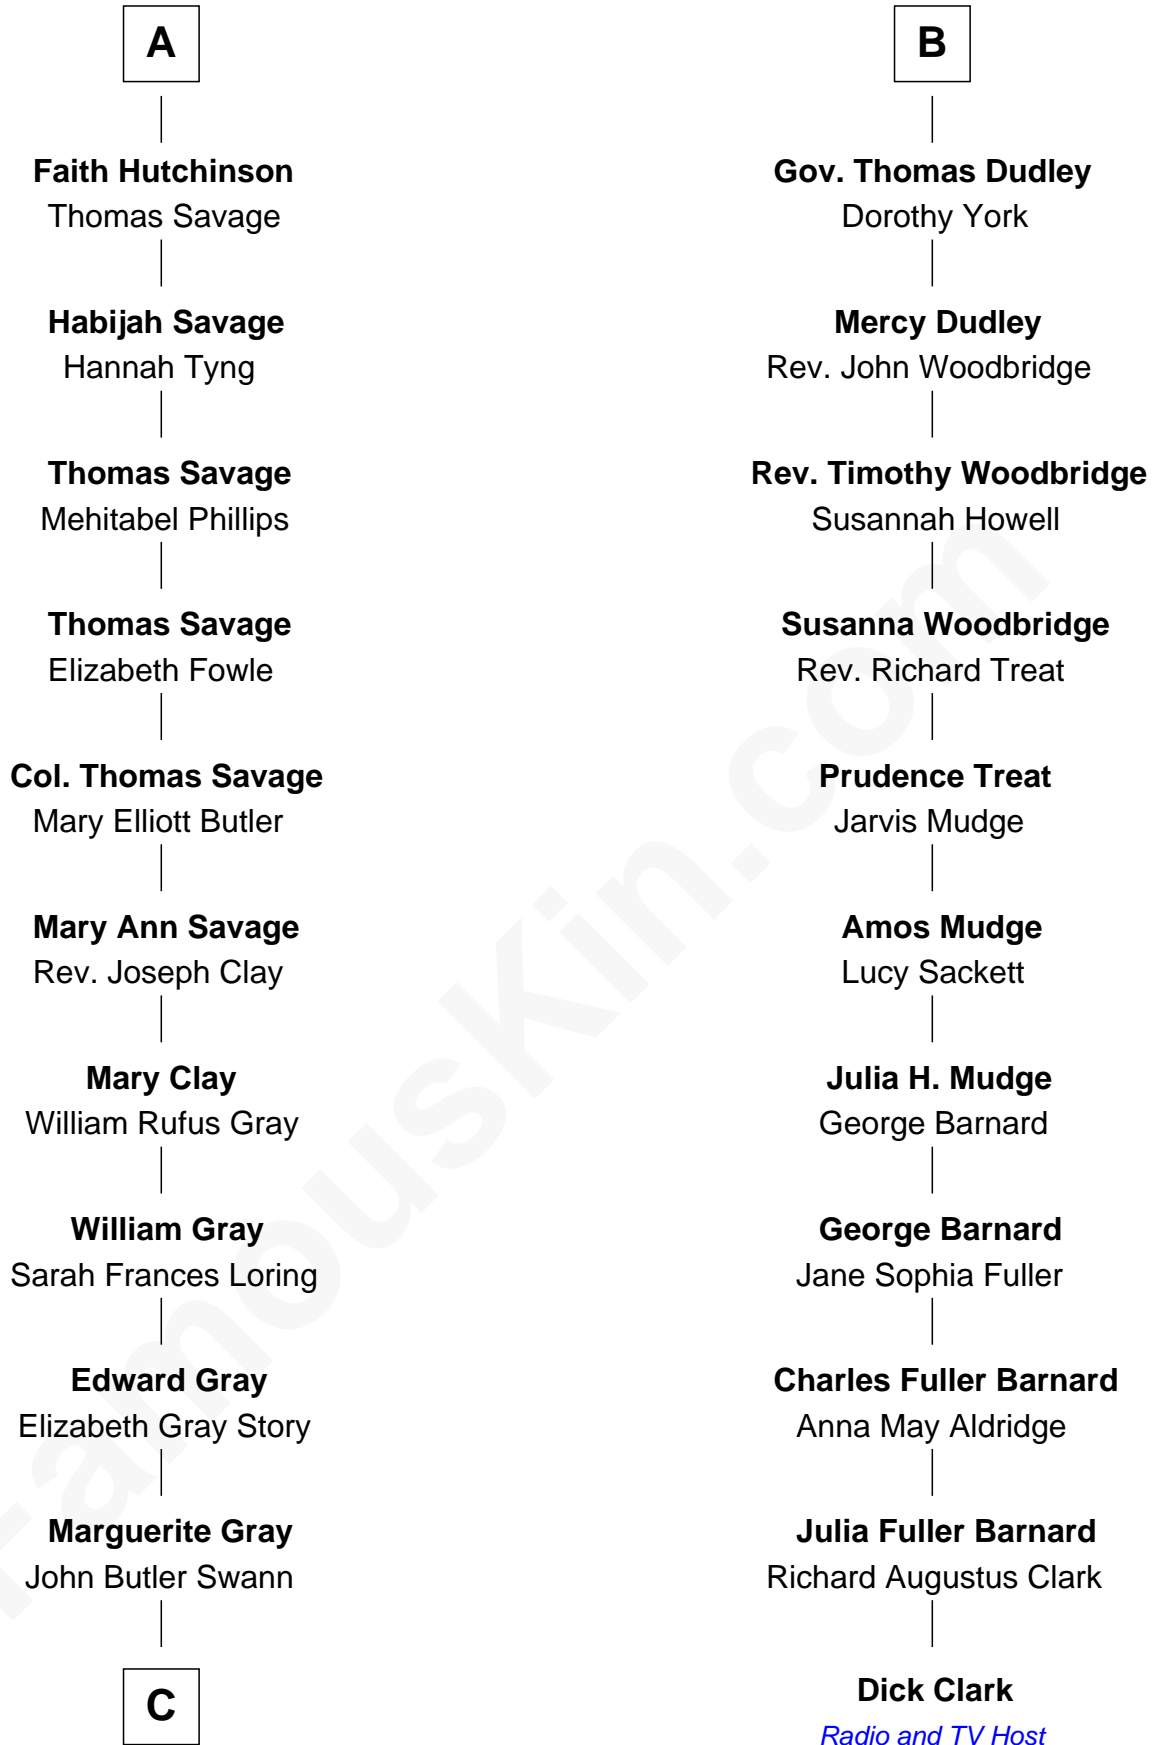 A
Faith Hutchinson
Thomas Savage
Habijah Savage
Hannah Tyng
Thomas Savage
Mehitabel Phillips
Thomas Savage
Elizabeth Fowle
Col. Thomas Savage
Mary Elliott Butler
Mary Ann Savage
Rev. Joseph Clay
Mary Clay
William Rufus Gray
William Gray
Sarah Frances Loring
Edward Gray
Elizabeth Gray Story
Marguerite Gray
John Butler Swann
C
B
Gov. Thomas Dudley
Dorothy York
Mercy Dudley
Rev. John Woodbridge
Rev. Timothy Woodbridge
Susannah Howell
Susanna Woodbridge
Rev. Richard Treat
Prudence Treat
Jarvis Mudge
Amos Mudge
Lucy Sackett
Julia H. Mudge
George Barnard
George Barnard
Jane Sophia Fuller
Charles Fuller Barnard
Anna May Aldridge
Julia Fuller Barnard
Richard Augustus Clark
Dick Clark
Radio and TV Host
FamousKin.com